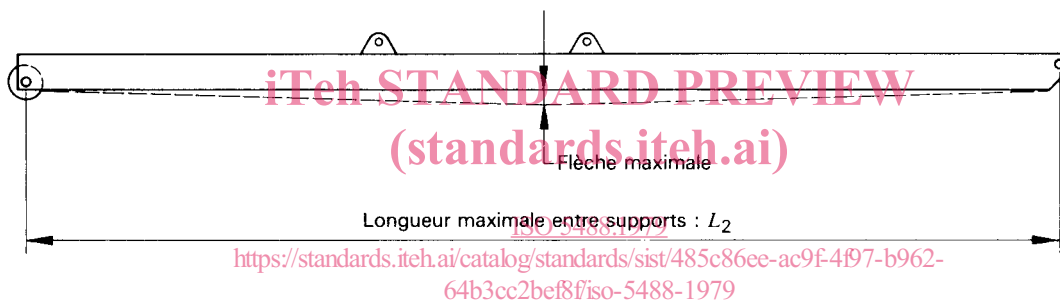 iTeh STANDARD PREVIEW
(standards.iteh.ai)
Flèche maximale
Longueur maximale entre supports : L₂
ISO 5488:1979
https://standards.iteh.ai/catalog/standards/sist/485c86ee-ac9f-4f97-b962-
64b3cc2bef8f/iso-5488-1979